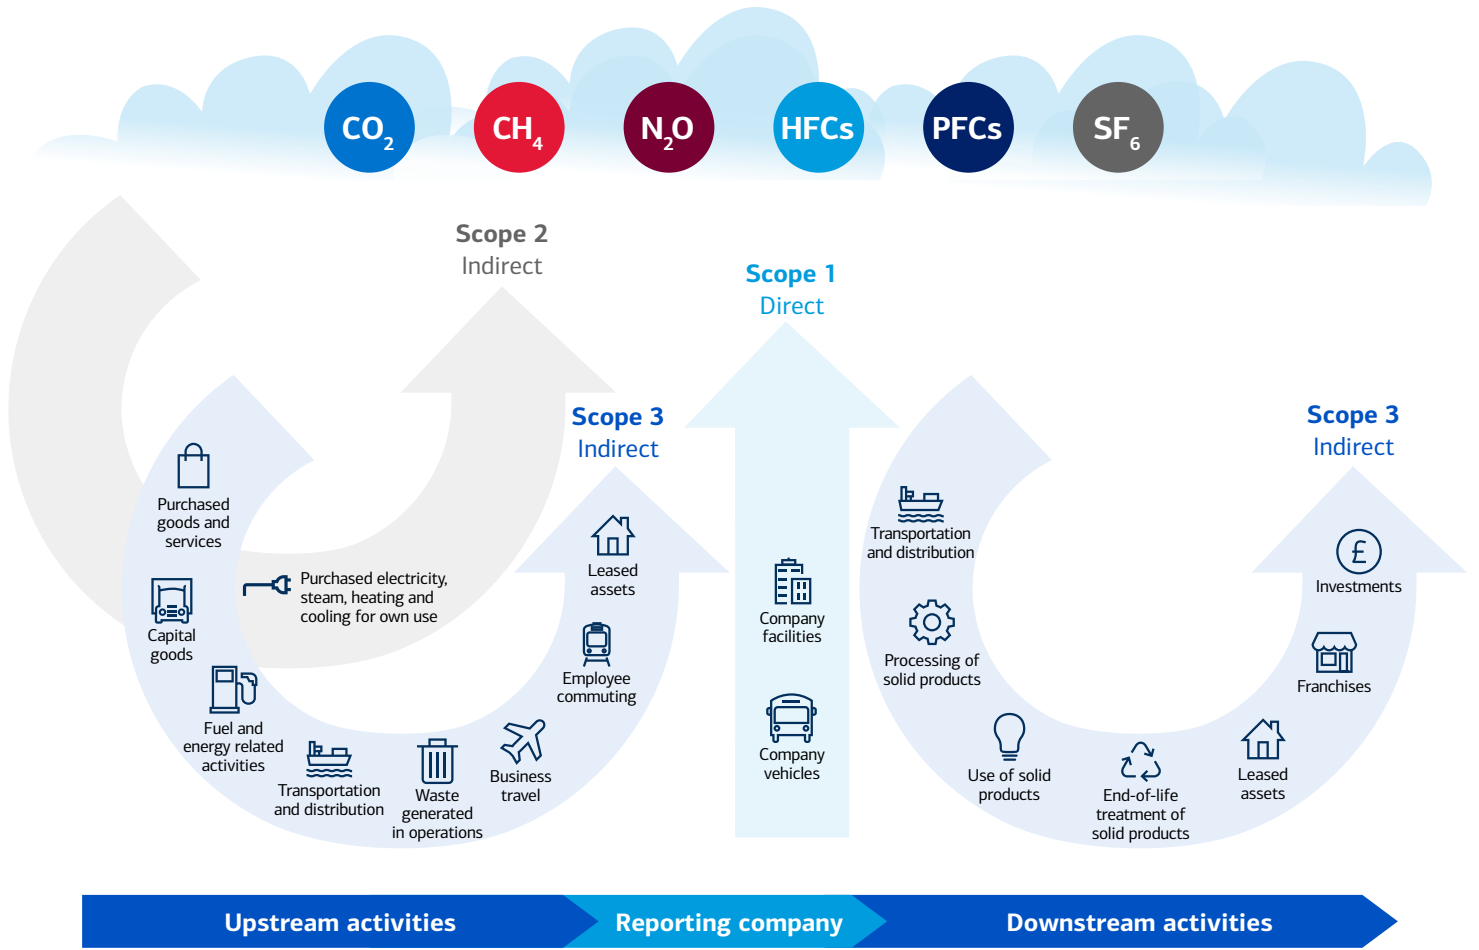 CO₂
CH₄
N₂O
HFCs
PFCs
SF₆
Scope 2
Indirect
Scope 1
Direct
Scope 3
Indirect
Scope 3
Indirect
Purchased
goods and
services
Capital
goods
Fuel and
energy related
activities
Transportation
and distribution
Waste
generated
in operations
Business
travel
Employee
commuting
Leased
assets
Purchased electricity,
steam, heating and
cooling for own use
Company
facilities
Company
vehicles
Transportation
and distribution
Processing of
solid products
Use of solid
products
End-of-life
treatment of
solid products
Leased
assets
Franchises
£
Investments
Upstream activities
Reporting company
Downstream activities